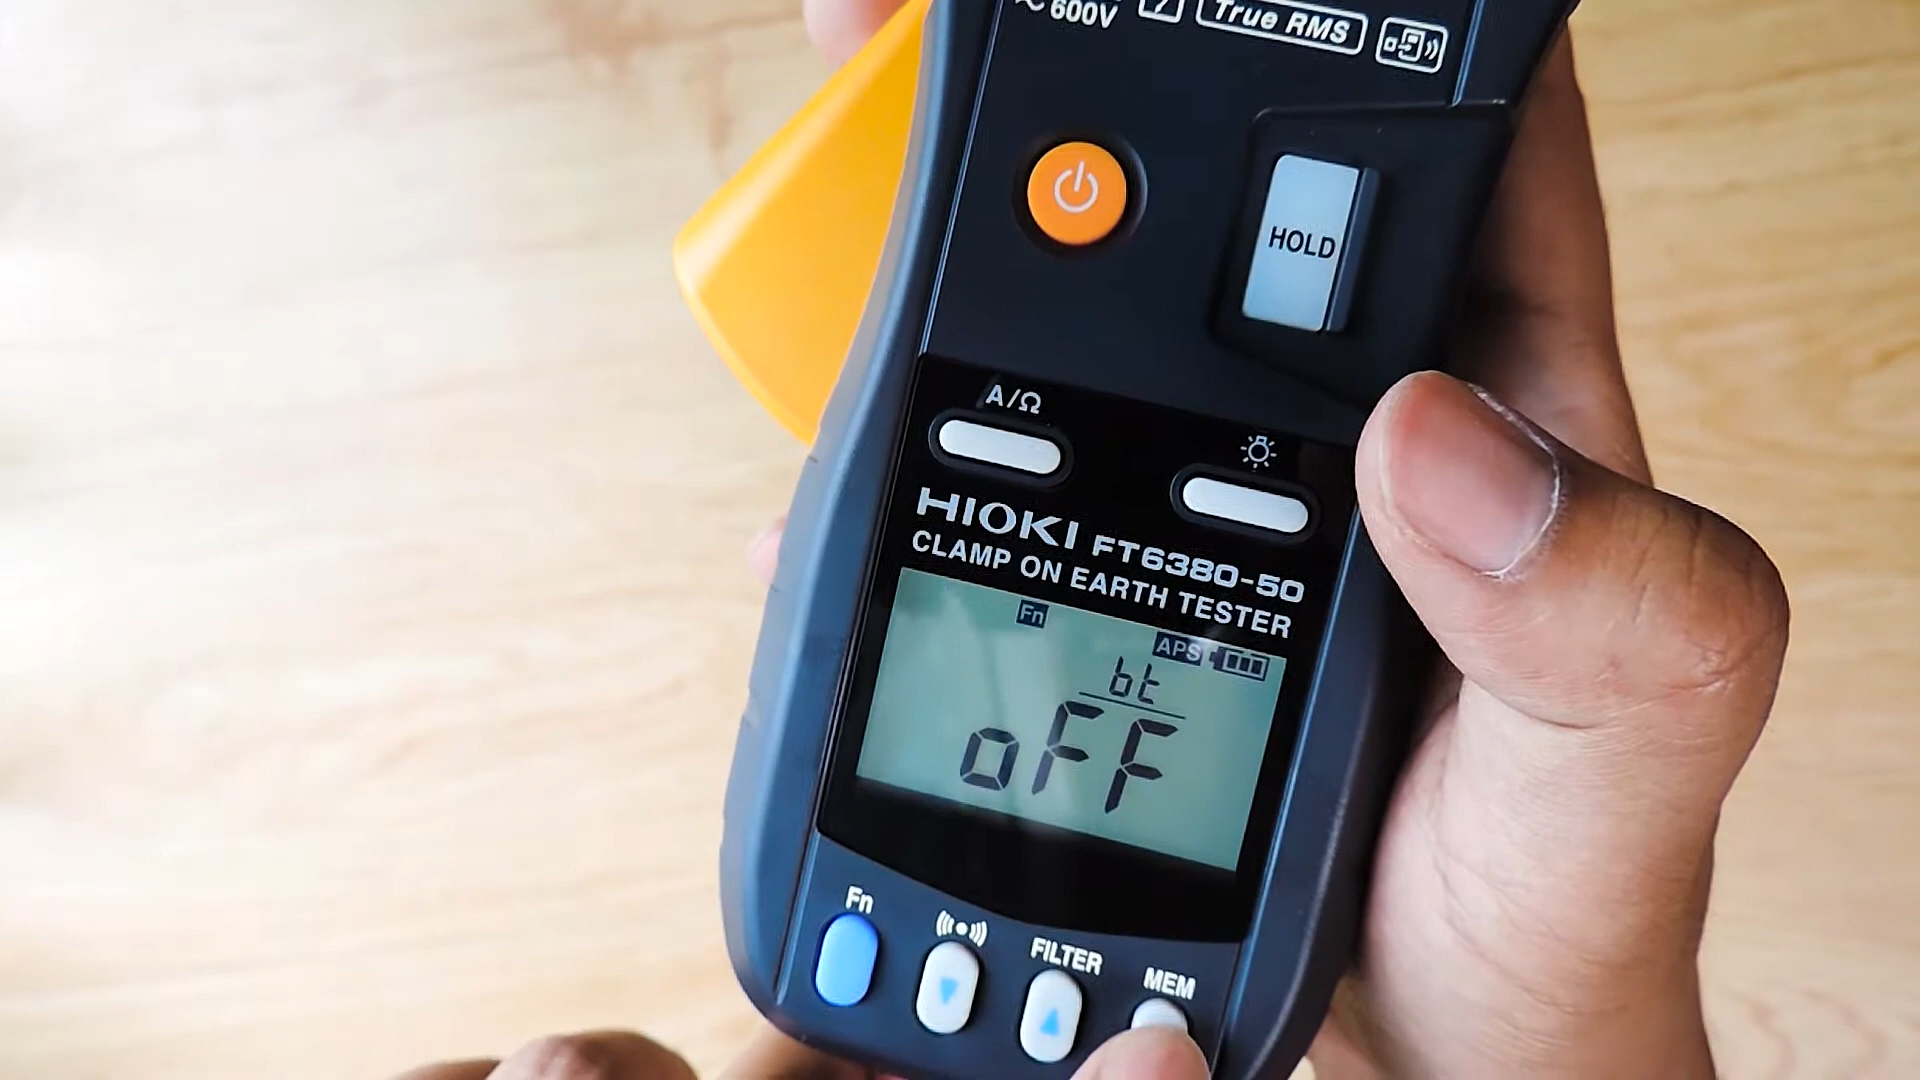 ~ 600V
True RMS
HOLD
A/Ω
HIOKI FT6380-50
CLAMP ON EARTH TESTER
Fn
APS
bt
oFF
Fn
FILTER
MEM